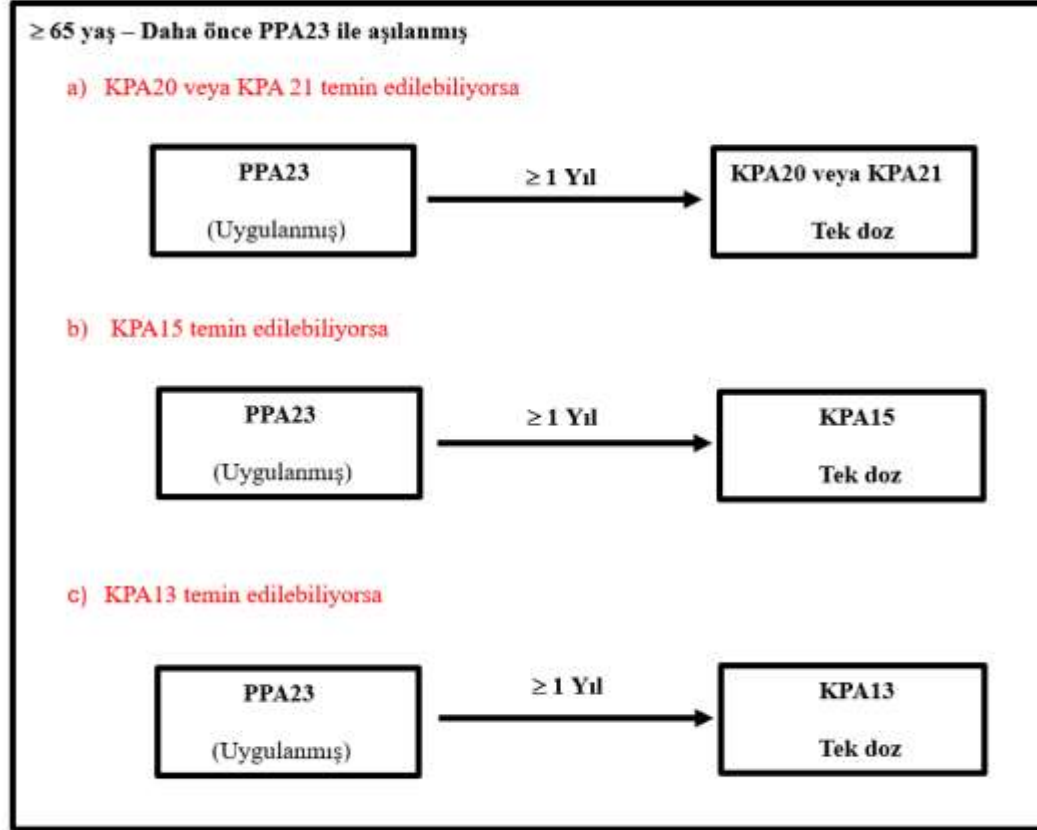 ≥ 65 yaş – Daha önce PPA23 ile aşılanmış
a) KPA20 veya KPA 21 temin edilebiliyorsa
PPA23
(Uygulanmış)
≥ 1 Yıl
KPA20 veya KPA21
Tek doz
b) KPA15 temin edilebiliyorsa
PPA23
(Uygulanmış)
≥ 1 Yıl
KPA15
Tek doz
c) KPA13 temin edilebiliyorsa
PPA23
(Uygulanmış)
≥ 1 Yıl
KPA13
Tek doz